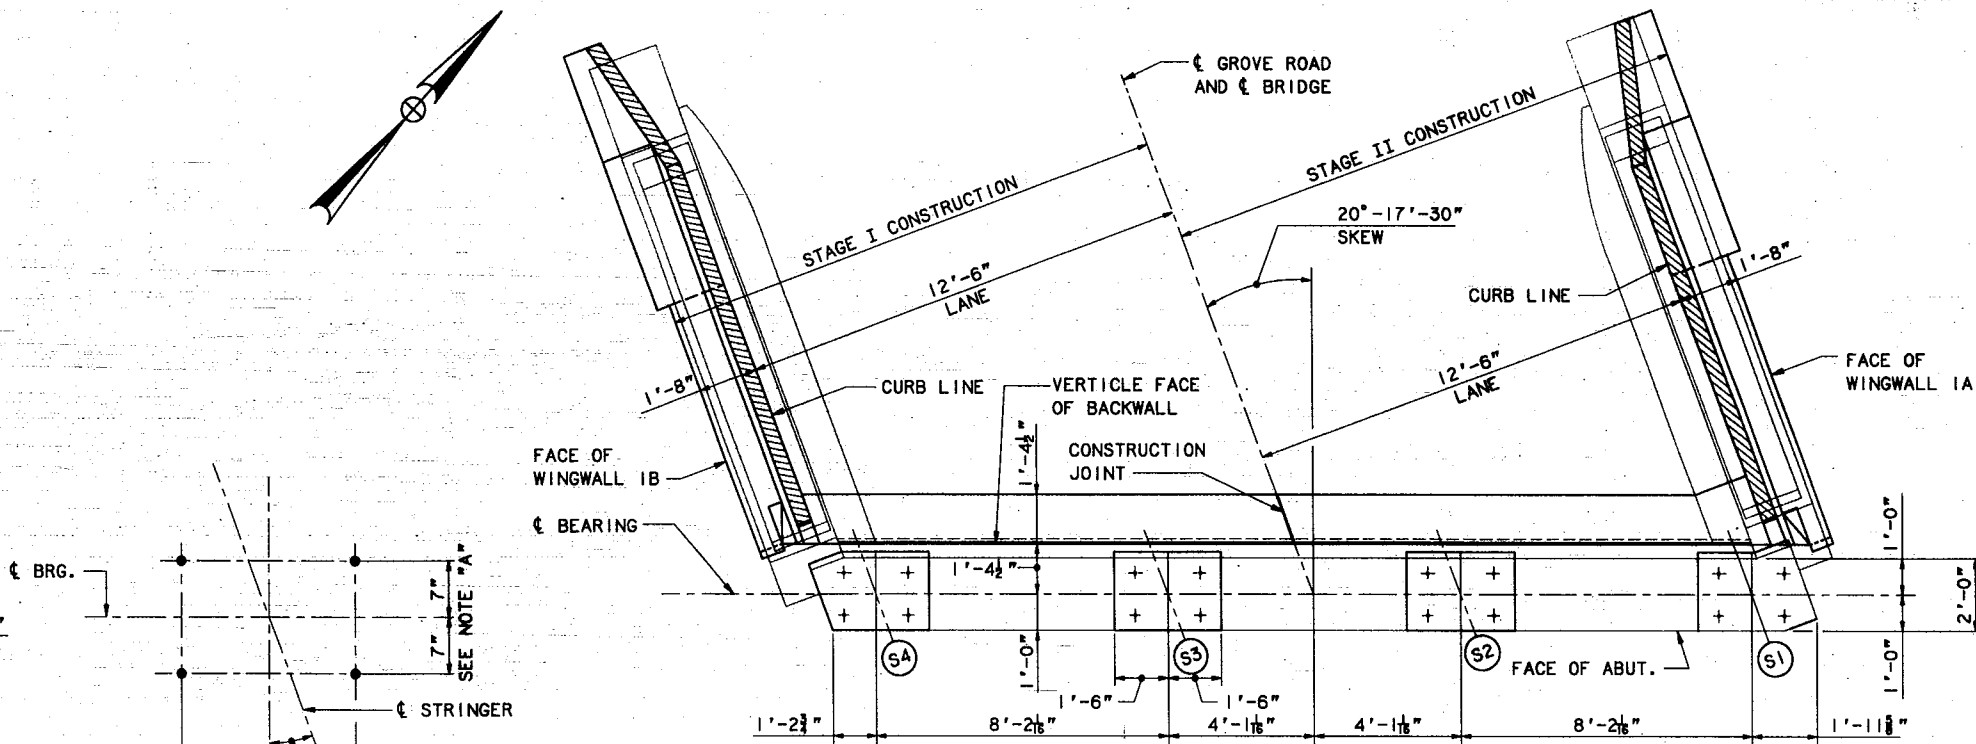 ℄ GROVE ROAD
AND ℄ BRIDGE
STAGE I CONSTRUCTION
STAGE II CONSTRUCTION
20°-17'-30"
SKEW
12'-6"
LANE
1'-8"
CURB LINE
1'-8"
CURB LINE
12'-6"
LANE
FACE OF
WINGWALL 1A
VERTICLE FACE
OF BACKWALL
1'-4½"
CONSTRUCTION
JOINT
FACE OF
WINGWALL 1B
℄ BEARING
1'-4½"
1'-0"
1'-0"
2'-0"
1'-0"
S4
S3
S2
S1
FACE OF ABUT.
1'-6"
1'-6"
1'-2¾"
8'-2 1/16"
4'-1 1/16"
4'-1 1/16"
8'-2 1/16"
℄ BRG.
7"
7"
SEE NOTE "A"
℄ STRINGER